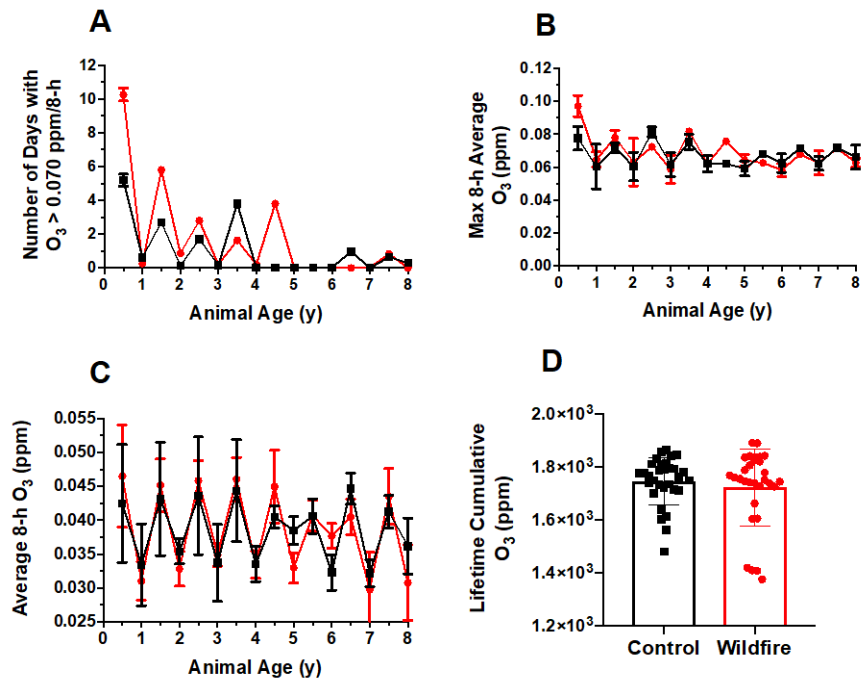 A
Number of Days with
O₃ > 0.070 ppm/8-h
12
10
8
6
4
2
0
0 1 2 3 4 5 6 7 8
Animal Age (y)
B
Max 8-h Average
O₃ (ppm)
0.12
0.10
0.08
0.06
0.04
0.02
0.00
0 1 2 3 4 5 6 7 8
Animal Age (y)
C
Average 8-h O₃ (ppm)
0.055
0.050
0.045
0.040
0.035
0.030
0.025
0 1 2 3 4 5 6 7 8
Animal Age (y)
D
Lifetime Cumulative
O₃ (ppm)
2.0×10³
1.8×10³
1.6×10³
1.4×10³
1.2×10³
Control Wildfire